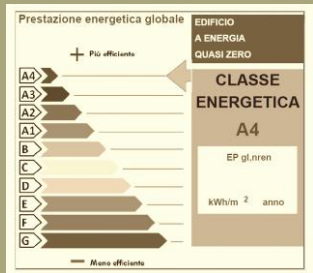 Prestazione energetica globale
EDIFICIO
A ENERGIA
QUASI ZERO
+ Più efficiente
A4
A3
A2
A1
B
C
D
E
F
G
— Meno efficiente
CLASSE
ENERGETICA
A4
EP gl,nren
kWh/m 2 anno